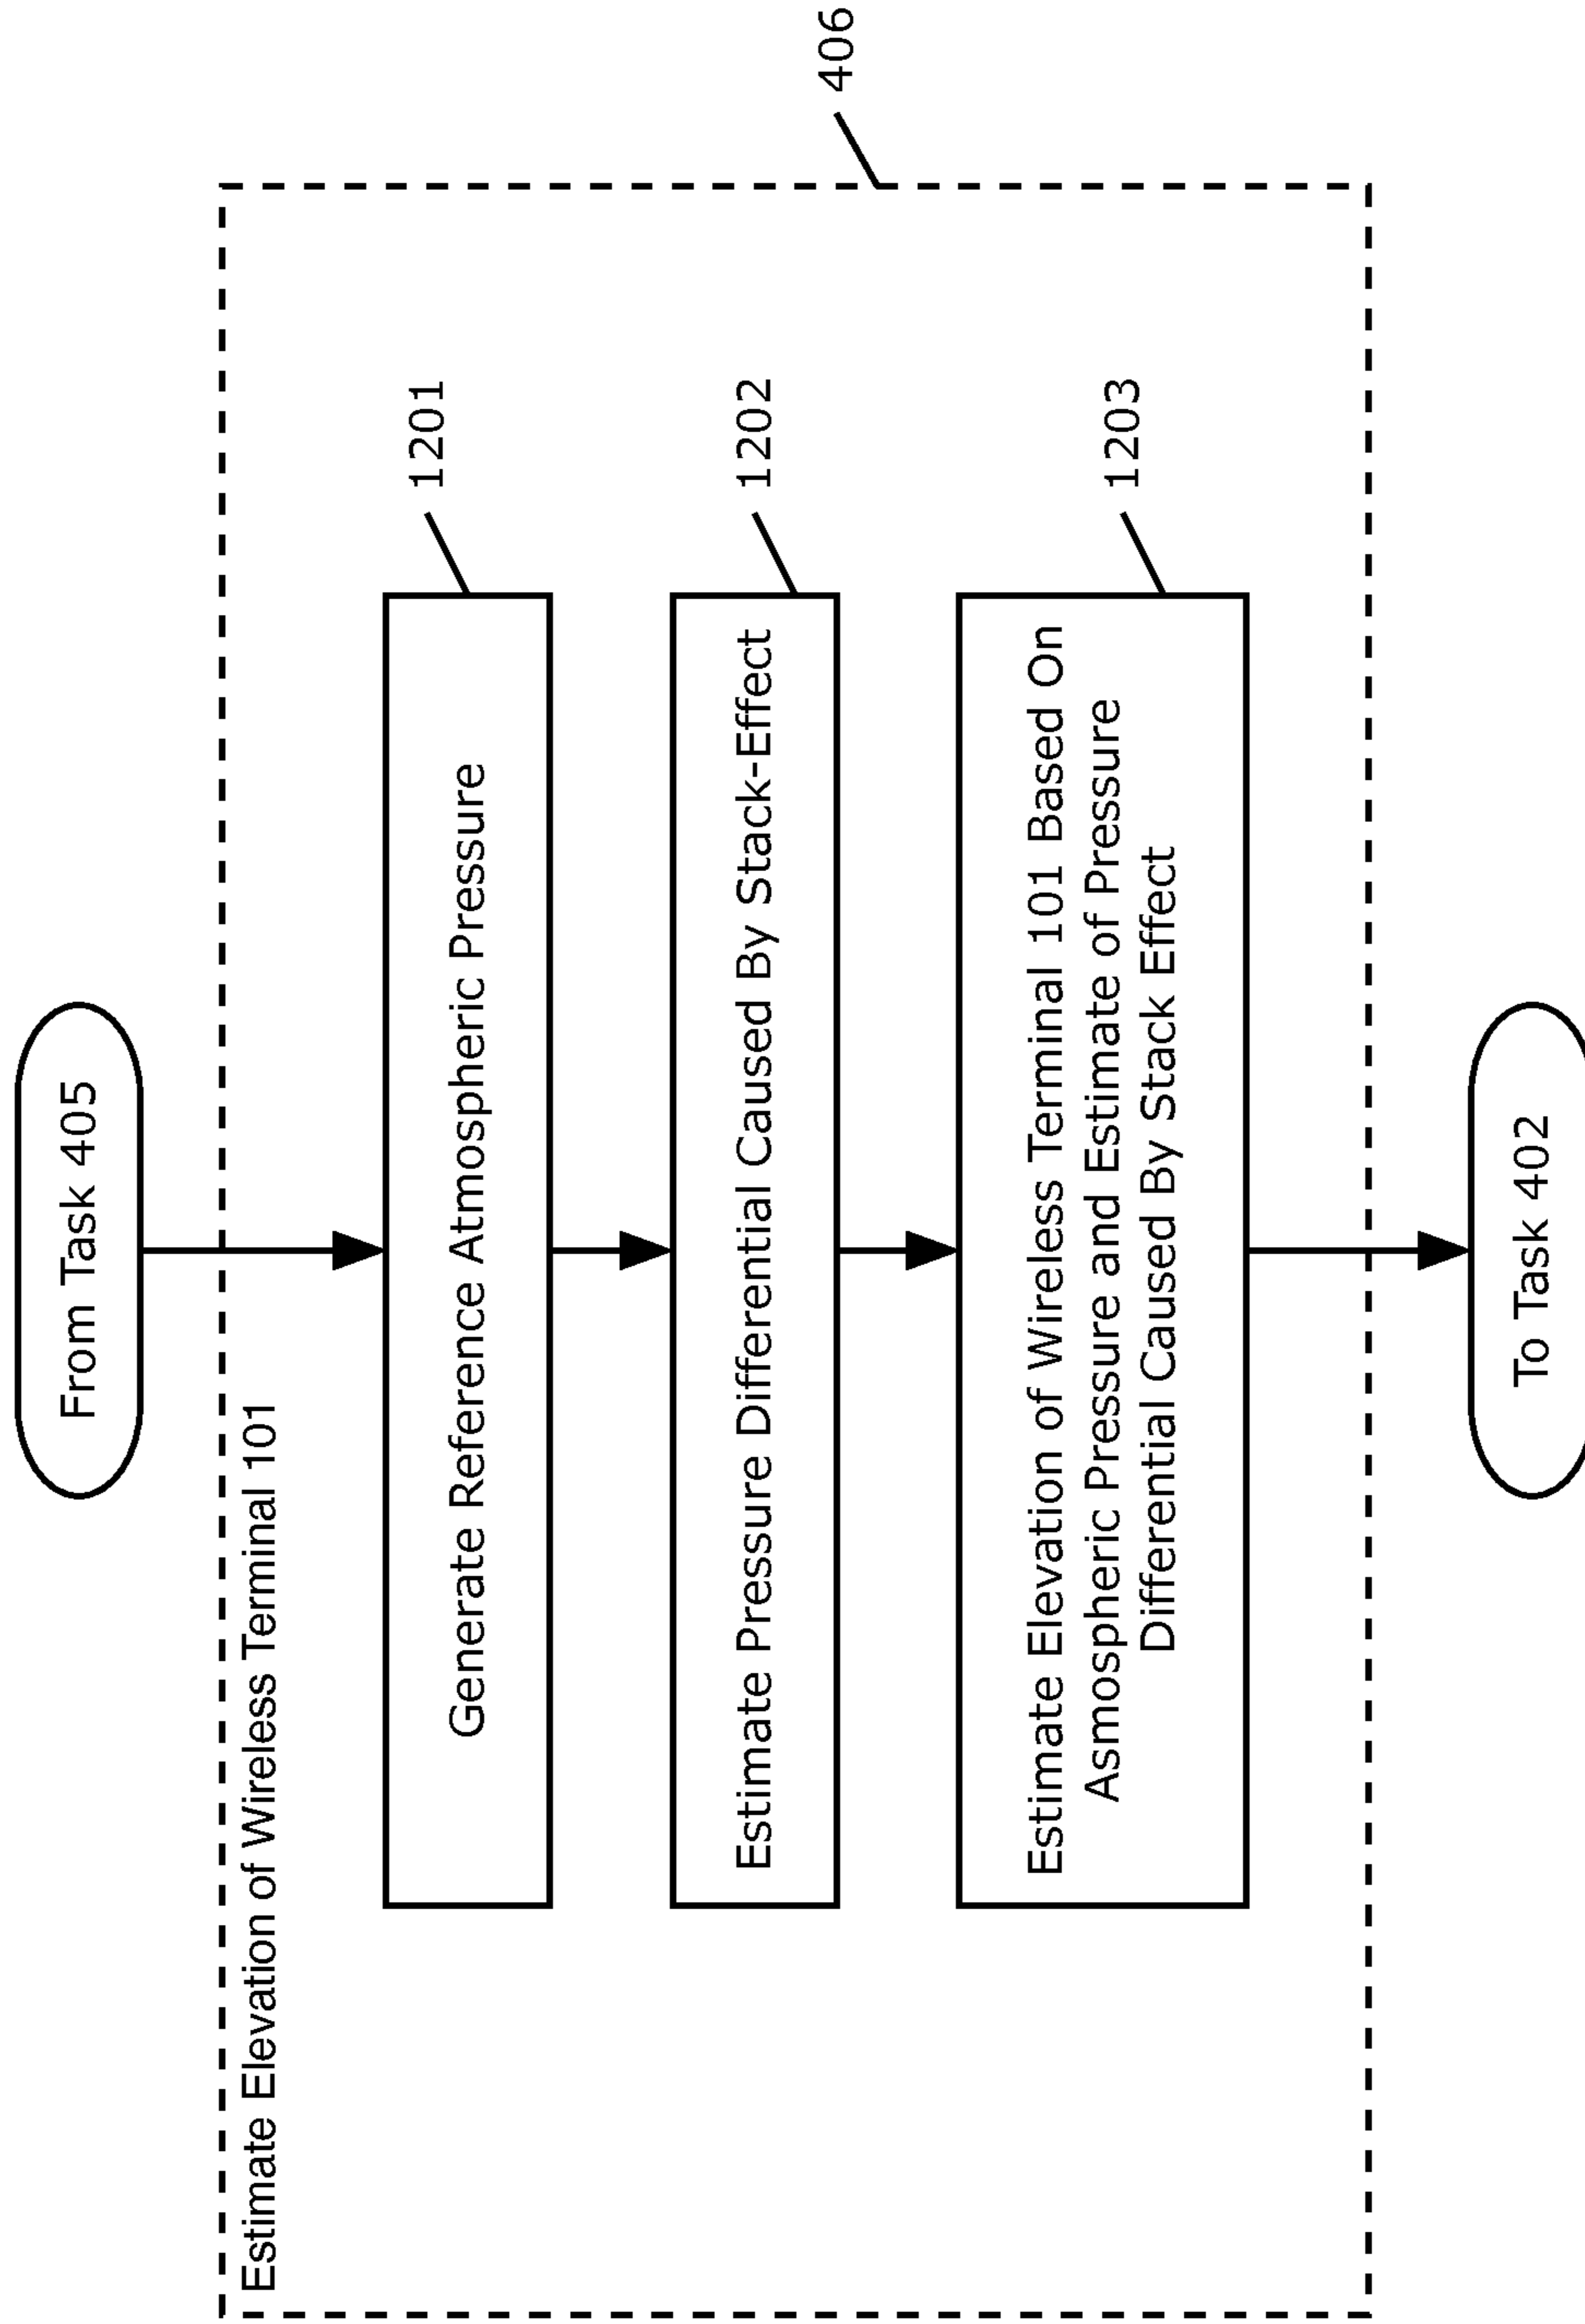 From Task 405
406
Estimate Elevation of Wireless Terminal 101
1201
Generate Reference Atmospheric Pressure
1202
Estimate Pressure Differential Caused By Stack-Effect
1203
Estimate Elevation of Wireless Terminal 101 Based On
Asmospheric Pressure and Estimate of Pressure
Differential Caused By Stack Effect
To Task 402